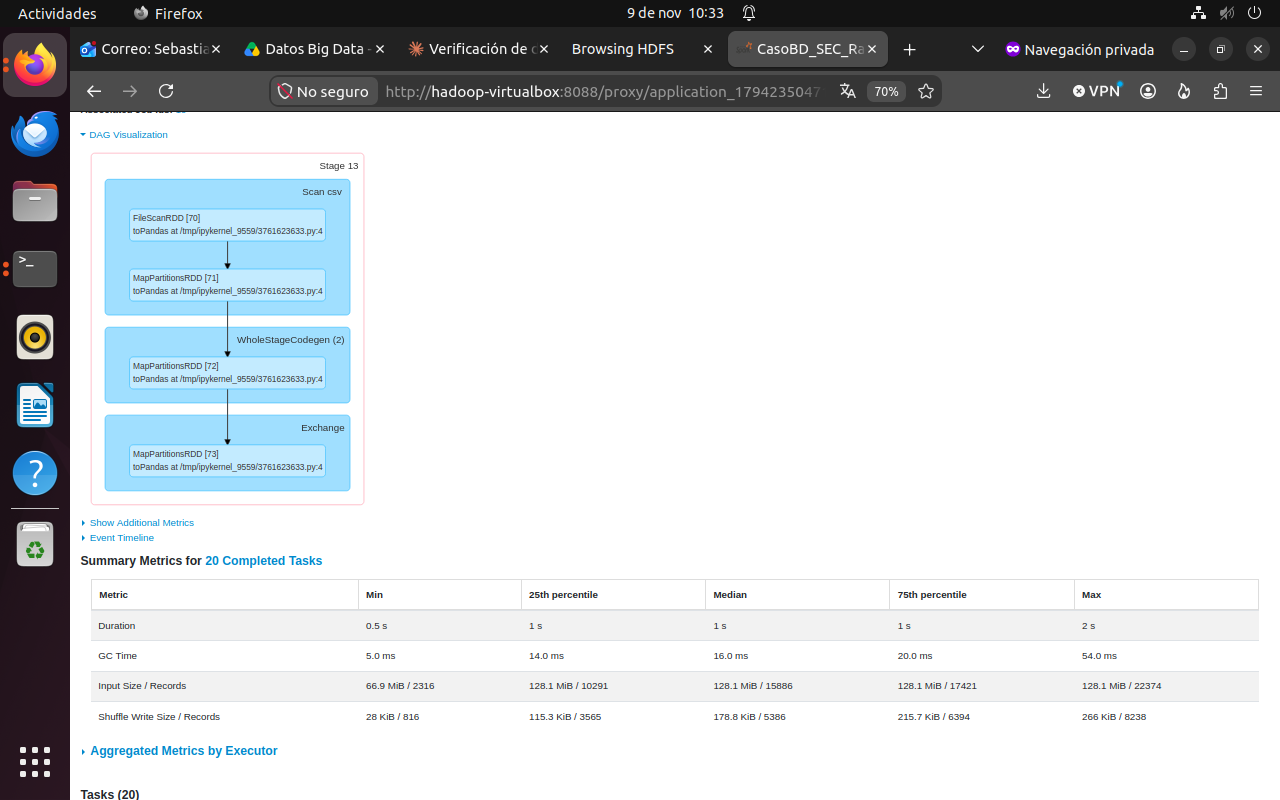 Actividades
Firefox
9 de nov 10:33
Correo: Sebastia
Datos Big Data -
Verificación de c
Browsing HDFS
CasoBD_SEC_Ra
Navegación privada
No seguro
http://hadoop-virtualbox:8088/proxy/application_1794235047
70%
VPN
DAG Visualization
Stage 13
Scan csv
FileScanRDD [70]
toPandas at /tmp/ipykernel_9559/3761623633.py:4
MapPartitionsRDD [71]
toPandas at /tmp/ipykernel_9559/3761623633.py:4
WholeStageCodegen (2)
MapPartitionsRDD [72]
toPandas at /tmp/ipykernel_9559/3761623633.py:4
Exchange
MapPartitionsRDD [73]
toPandas at /tmp/ipykernel_9559/3761623633.py:4
Show Additional Metrics
Event Timeline
Summary Metrics for 20 Completed Tasks
Metric Min 25th percentile Median 75th percentile Max
Duration 0.5 s 1 s 1 s 1 s 2 s
GC Time 5.0 ms 14.0 ms 16.0 ms 20.0 ms 54.0 ms
Input Size / Records 66.9 MiB / 2316 128.1 MiB / 10291 128.1 MiB / 15886 128.1 MiB / 17421 128.1 MiB / 22374
Shuffle Write Size / Records 28 KiB / 816 115.3 KiB / 3565 178.8 KiB / 5386 215.7 KiB / 6394 266 KiB / 8238
Aggregated Metrics by Executor
Tasks (20)